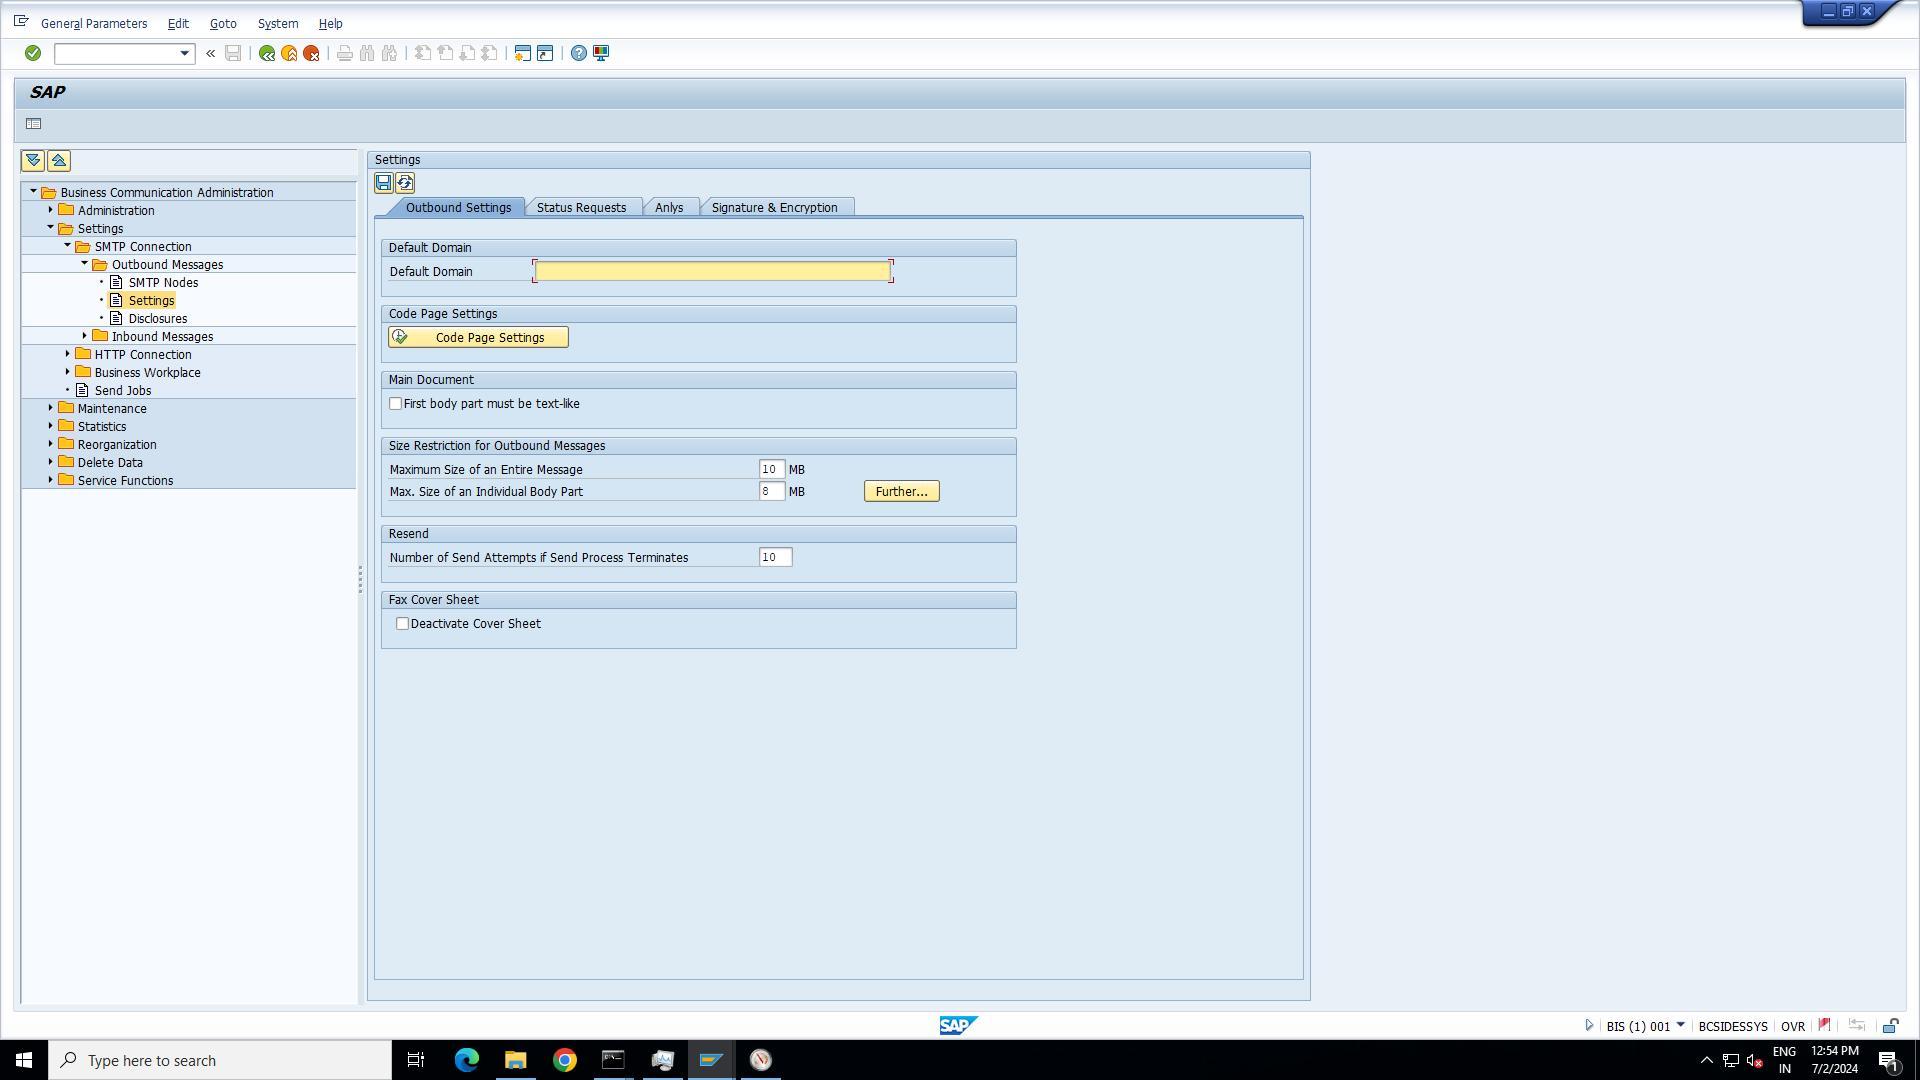 General Parameters Edit Goto System Help
SAP
Settings
Outbound Settings Status Requests Anlys Signature & Encryption
Business Communication Administration
Administration
Settings
SMTP Connection
Outbound Messages
SMTP Nodes
Settings
Disclosures
Inbound Messages
HTTP Connection
Business Workplace
Send Jobs
Maintenance
Statistics
Reorganization
Delete Data
Service Functions
Default Domain
Default Domain
Code Page Settings
Code Page Settings
Main Document
First body part must be text-like
Size Restriction for Outbound Messages
Maximum Size of an Entire Message 10 MB
Max. Size of an Individual Body Part 8 MB Further...
Resend
Number of Send Attempts if Send Process Terminates 10
Fax Cover Sheet
Deactivate Cover Sheet
SAP
BIS (1) 001 BCSIDESSYS OVR
Type here to search
ENG
IN
12:54 PM
7/2/2024
1